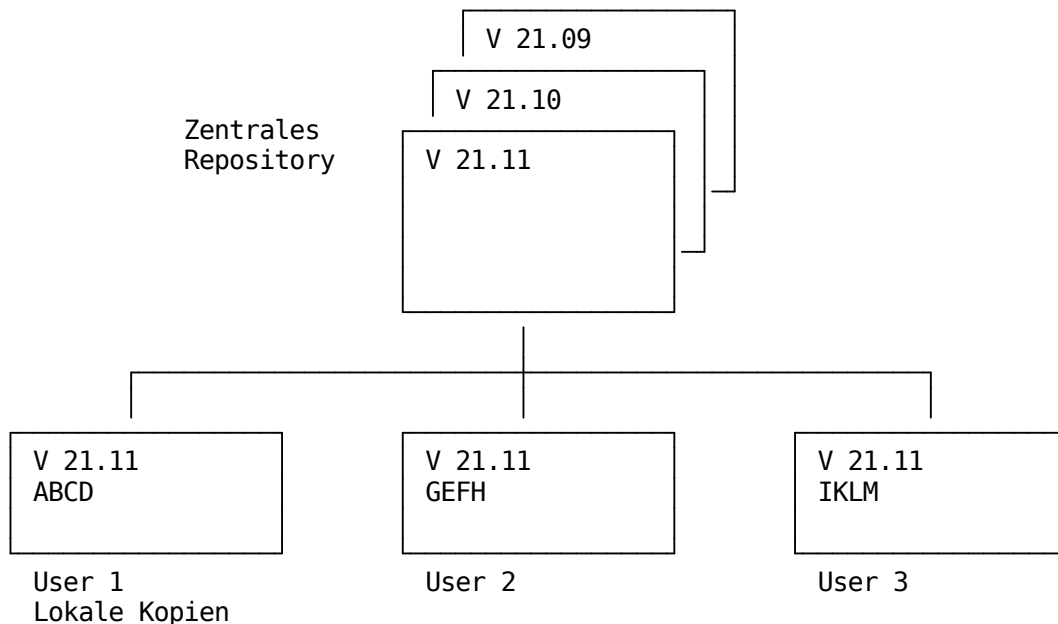 V 21.09
V 21.10
Zentrales
Repository
V 21.11
V 21.11
ABCD
V 21.11
GEFH
V 21.11
IKLM
User 1
Lokale Kopien
User 2
User 3